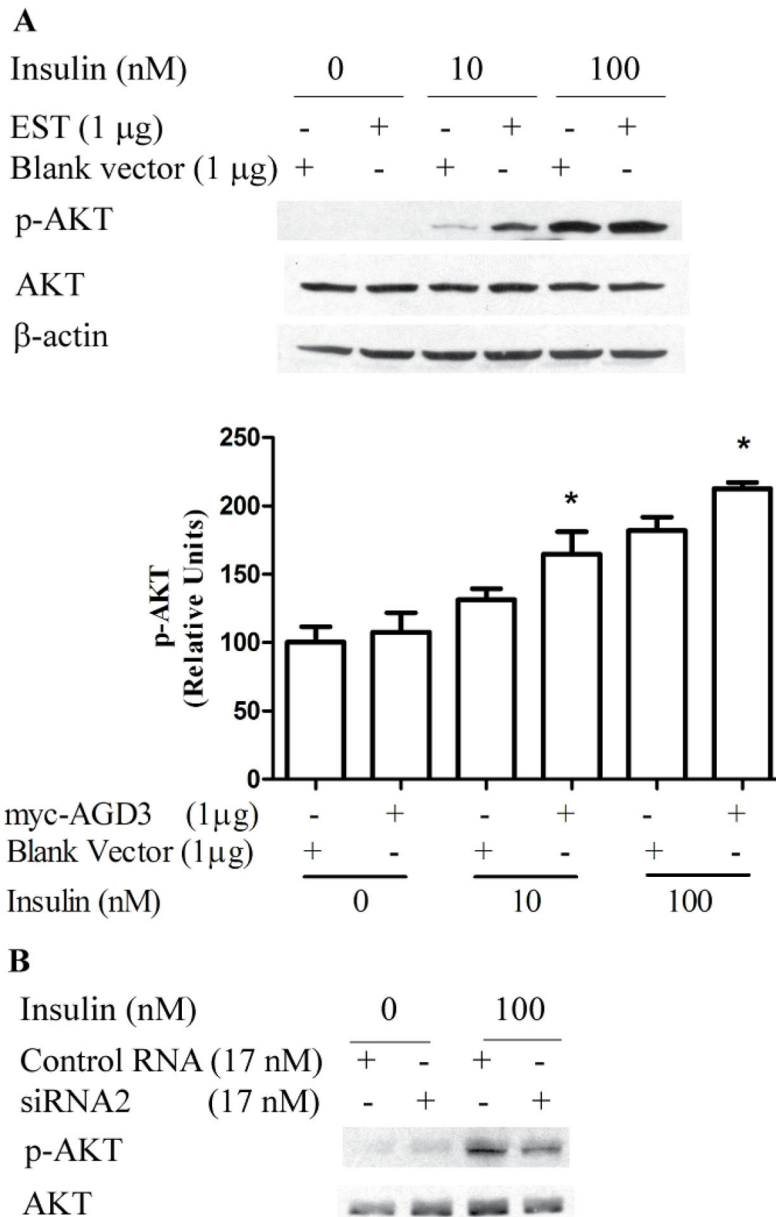 A
Insulin (nM) 0 10 100
EST (1 μg) - + - + - +
Blank vector (1 μg) + - + - + -
p-AKT
AKT
β-actin
250
200
150
100
50
0
p-AKT
(Relative Units)
* *
myc-AGD3 (1μg) - + - + - +
Blank Vector (1μg) + - + - + -
Insulin (nM) 0 10 100
B
Insulin (nM) 0 100
Control RNA (17 nM) + - + -
siRNA2 (17 nM) - + - +
p-AKT
AKT